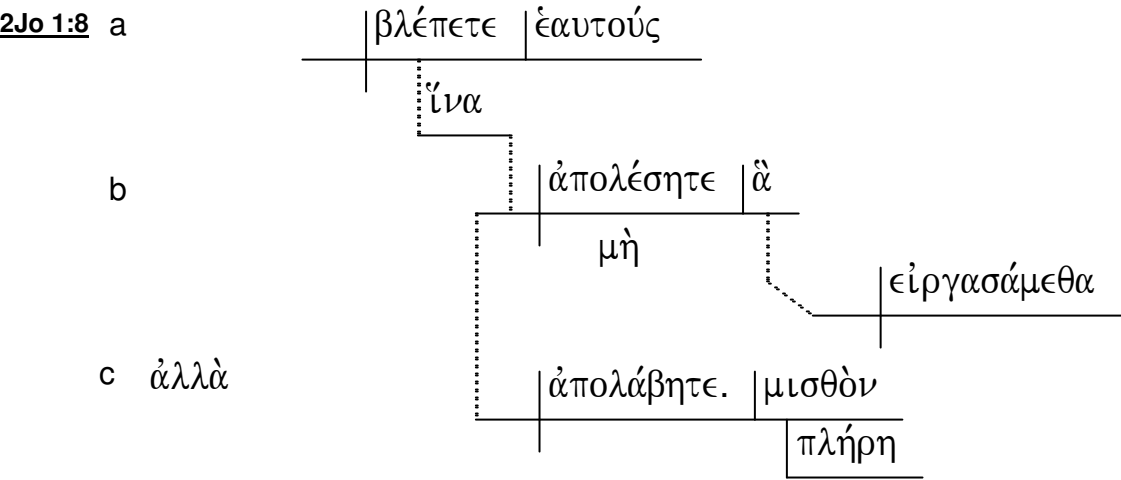 2Jo 1:8 a βλέπετε ἑαυτούς
ἵνα
b ἀπολέσητε ἃ
μὴ
εἰργασάμεθα
c ἀλλὰ ἀπολάβητε. μισθὸν
πλήρη